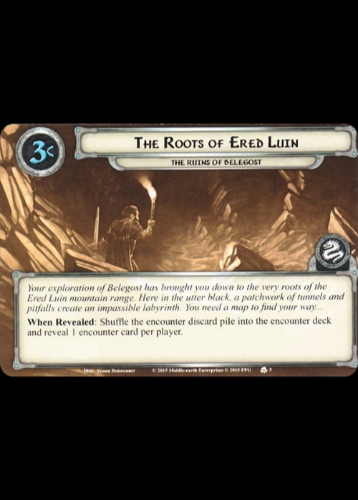 3C
THE ROOTS OF ERED LUIN
THE RUINS OF BELEGOST
Your exploration of Belegost has brought you down to the very roots of the
Ered Luin mountain range. Here in the utter black, a patchwork of tunnels and
pitfalls create an impassible labyrinth. You need a map to find your way...
When Revealed: Shuffle the encounter discard pile into the encounter deck
and reveal 1 encounter card per player.
© 2015 Middle-earth Enterprises © 2015 FFG 5